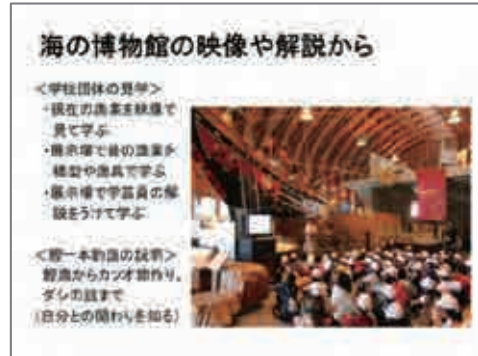 海の博物館の映像や解説から
＜学校団体の見学＞
・現在の漁業を映像で
見て学ぶ
・展示場で昔の漁業を
模型や漁具で学ぶ
・展示場で学芸員の解
説をうけて学ぶ
＜鰹一本釣漁の説明＞
鰹漁からカツオ節作り、
ダシの話まで
(自分との関わりを知る)